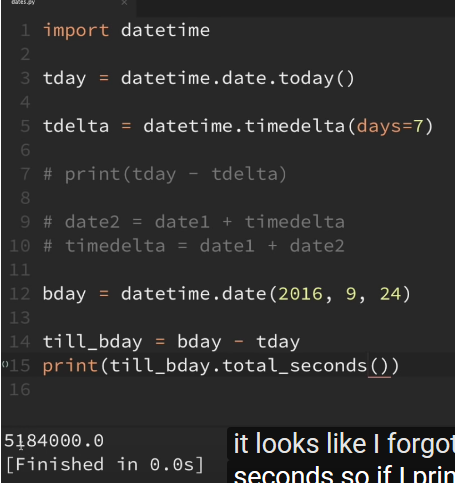 dates.py ×
1 import datetime
2
3 tday = datetime.date.today()
4
5 tdelta = datetime.timedelta(days=7)
6
7 # print(tday - tdelta)
8
9 # date2 = date1 + timedelta
10 # timedelta = date1 + date2
11
12 bday = datetime.date(2016, 9, 24)
13
14 till_bday = bday - tday
15 print(till_bday.total_seconds())
16
5184000.0
[Finished in 0.0s]
it looks like I forgot
seconds so if I prin